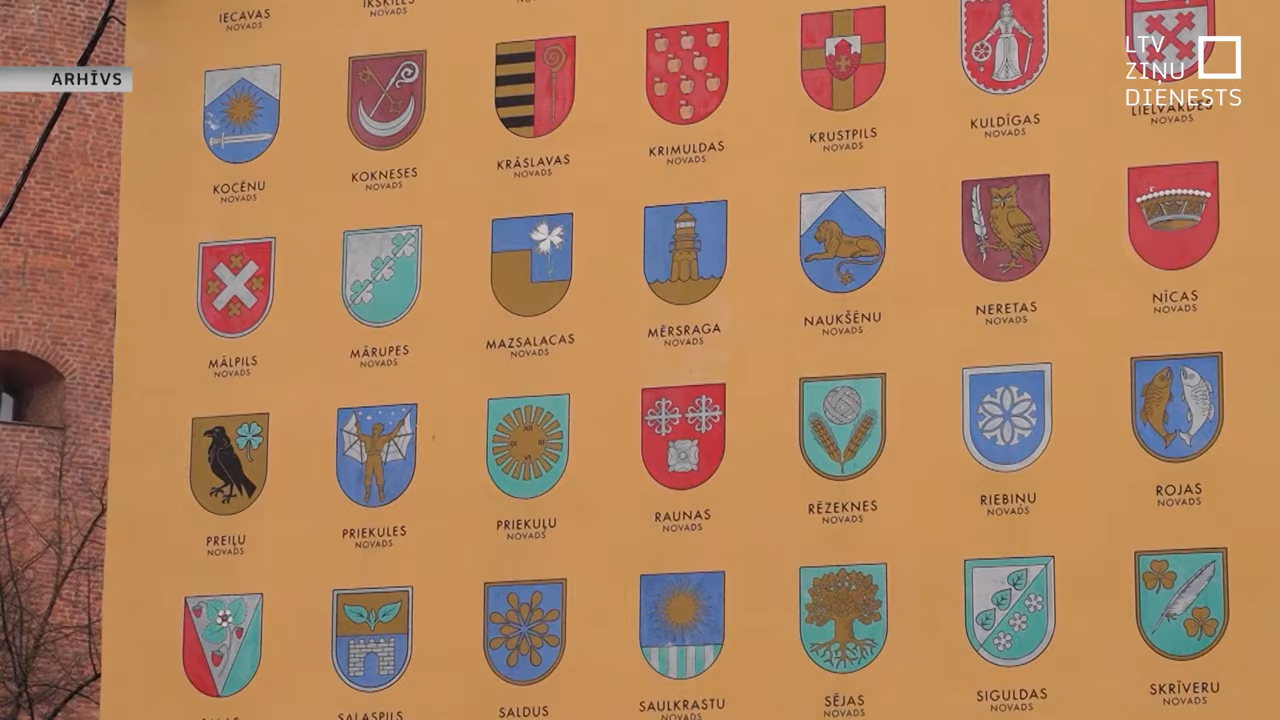 IECAVAS
NOVADS
IKŠĶILES
NOVADS
ARHĪVS
LTV
ZIŅU
DIENESTS
KOCĒNU
NOVADS
KOKNESES
NOVADS
KRĀSLAVAS
NOVADS
KRIMULDAS
NOVADS
KRUSTPILS
NOVADS
KULDĪGAS
NOVADS
LIELVĀRDES
NOVADS
MĀLPILS
NOVADS
MĀRUPES
NOVADS
MAZSALACAS
NOVADS
MĒRSRAGA
NOVADS
NAUKŠĒNU
NOVADS
NERETAS
NOVADS
NĪCAS
NOVADS
PREIĻU
NOVADS
PRIEKULES
NOVADS
PRIEKUĻU
NOVADS
RAUNAS
NOVADS
RĒZEKNES
NOVADS
RIEBIŅU
NOVADS
ROJAS
NOVADS
SALASPILS
SALDUS
NOVADS
SAULKRASTU
NOVADS
SĒJAS
NOVADS
SIGULDAS
NOVADS
SKRĪVERU
NOVADS